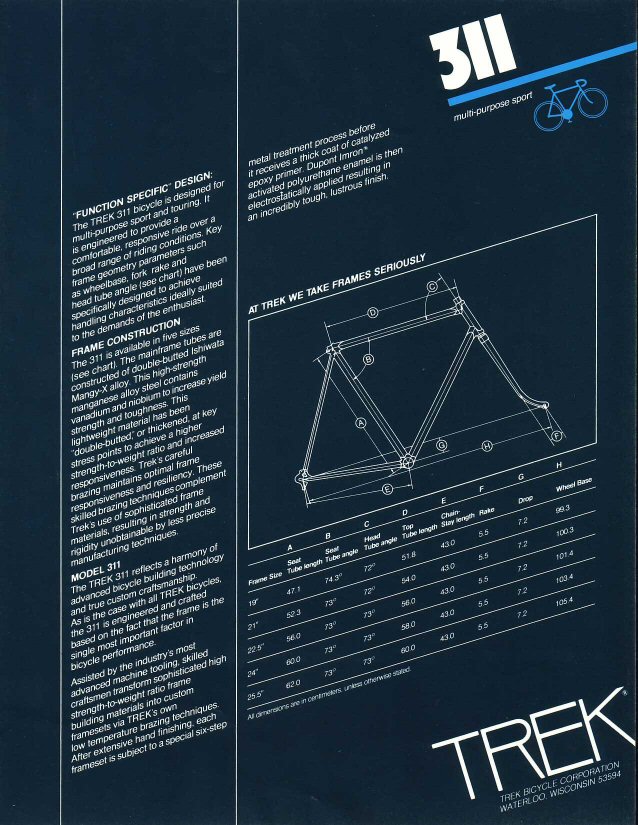 311
multi-purpose sport
"FUNCTION SPECIFIC" DESIGN:
The TREK 311 bicycle is designed for
multi-purpose sport and touring. It
is engineered to provide a
comfortable, responsive ride over a
broad range of riding conditions. Key
frame geometry parameters such
as wheelbase, fork rake and
head tube angle (see chart) have been
specifically designed to achieve
handling characteristics ideally suited
to the demands of the enthusiast.
FRAME CONSTRUCTION
The 311 is available in five sizes
(see chart). The mainframe tubes are
constructed of double-butted Ishiwata
Mangy-X alloy. This high-strength
manganese alloy steel contains
vanadium and niobium to increase yield
strength and toughness. This
lightweight material has been
"double-butted," or thickened, at key
stress points to achieve a higher
strength-to-weight ratio and increased
responsiveness. Trek's careful
brazing maintains optimal frame
responsiveness and resiliency. These
skilled brazing techniques complement
Trek's use of sophisticated frame
materials, resulting in strength and
rigidity unobtainable by less precise
manufacturing techniques.
MODEL 311
The TREK 311 reflects a harmony of
advanced bicycle building technology
and true custom craftsmanship.
As is the case with all TREK bicycles,
the 311 is engineered and crafted
based on the fact that the frame is the
single most important factor in
bicycle performance.
Assisted by the industry's most
advanced machine tooling, skilled
craftsmen transform sophisticated high
strength-to-weight ratio frame
building materials into custom
framesets via TREK's own
low temperature brazing techniques.
After extensive hand finishing, each
frameset is subject to a special six-step
metal treatment process before
it receives a thick coat of catalyzed
epoxy primer. Dupont Imron®
activated polyurethane enamel is then
electrostatically applied resulting in
an incredibly tough, lustrous finish.
AT TREK WE TAKE FRAMES SERIOUSLY
D
C
B
A
G
H
F
E
A B C D E F G H
Frame Size Seat Tube length Seat Tube angle Head Tube angle Top Tube length Chain-Stay length Rake Drop Wheel Base
19" 47.1 74.3° 72° 51.8 43.0 5.5 7.2 99.3
21" 52.3 73° 72° 54.0 43.0 5.5 7.2 100.3
22.5" 56.0 73° 73° 56.0 43.0 5.5 7.2 101.4
24" 60.0 73° 73° 58.0 43.0 5.5 7.2 103.4
25.5" 62.0 73° 73° 60.0 43.0 5.5 7.2 105.4
All dimensions are in centimeters, unless otherwise stated.
TREK®
TREK BICYCLE CORPORATION
WATERLOO, WISCONSIN 53594